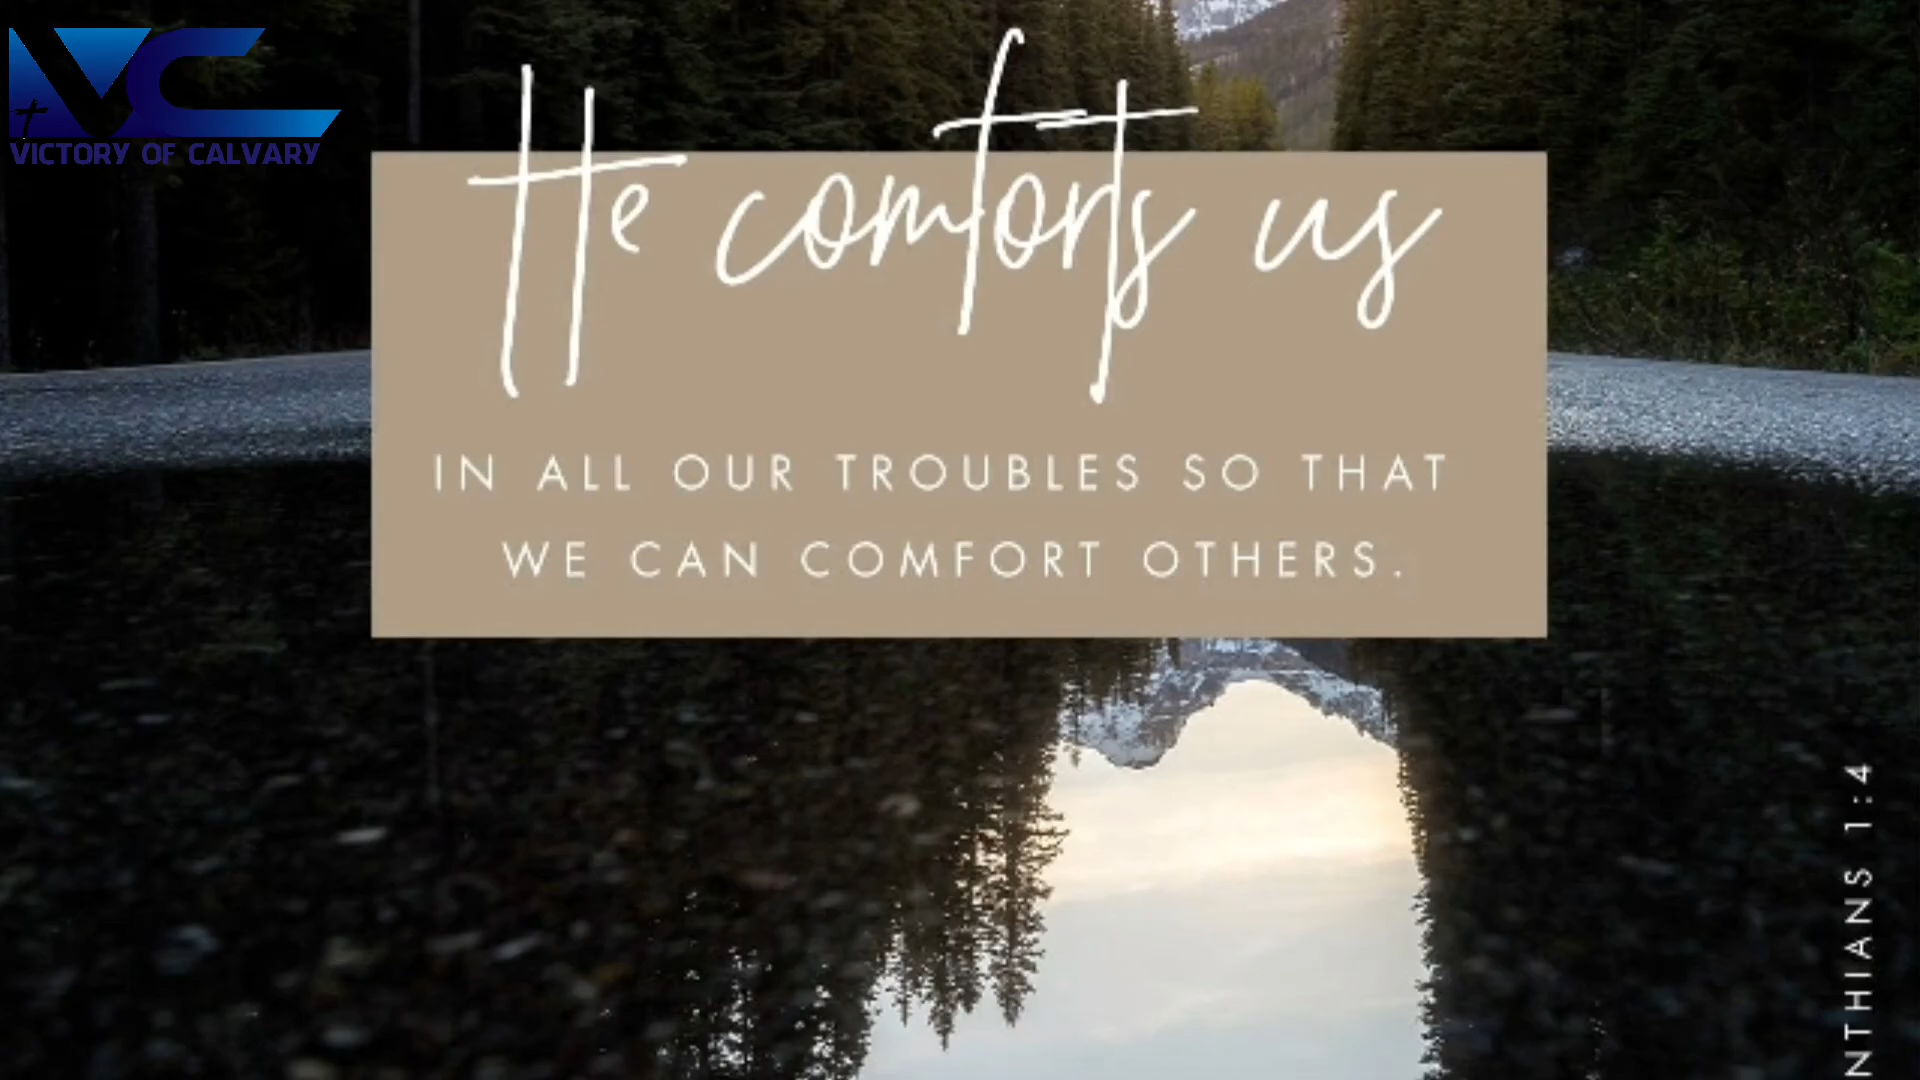 VC
VICTORY OF CALVARY
He comforts us
IN ALL OUR TROUBLES SO THAT
WE CAN COMFORT OTHERS.
NTHIANS 1:4